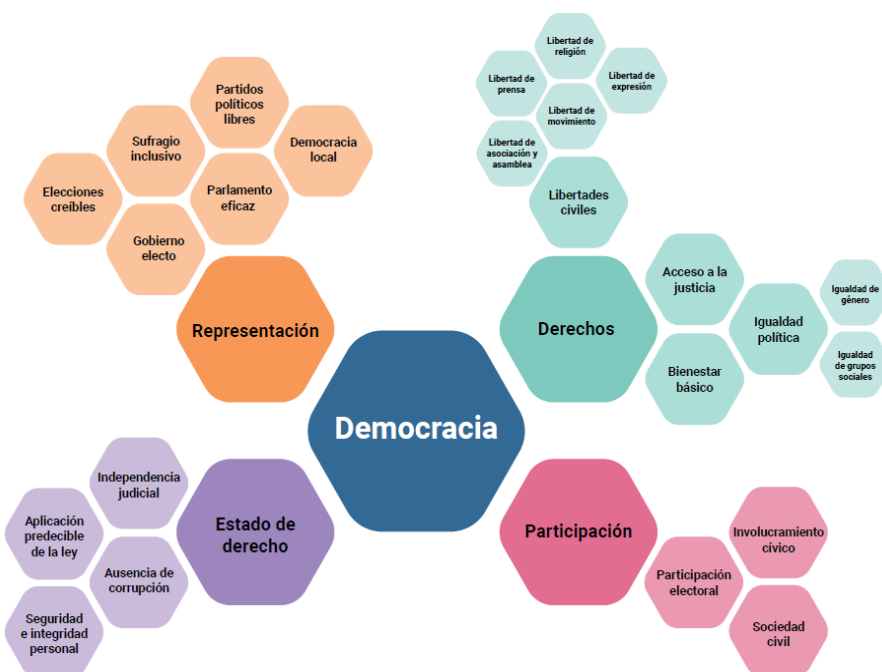 Democracia
Representación
Partidos
políticos
libres
Sufragio
inclusivo
Democracia
local
Elecciones
creíbles
Parlamento
eficaz
Gobierno
electo
Derechos
Libertades
civiles
Libertad de
religión
Libertad de
prensa
Libertad de
expresión
Libertad de
movimiento
Libertad de
asociación y
asamblea
Acceso a la
justicia
Igualdad
política
Igualdad de
género
Igualdad
de grupos
sociales
Bienestar
básico
Estado de
derecho
Independencia
judicial
Aplicación
predecible
de la ley
Ausencia de
corrupción
Seguridad
e integridad
personal
Participación
Involucramiento
cívico
Participación
electoral
Sociedad
civil